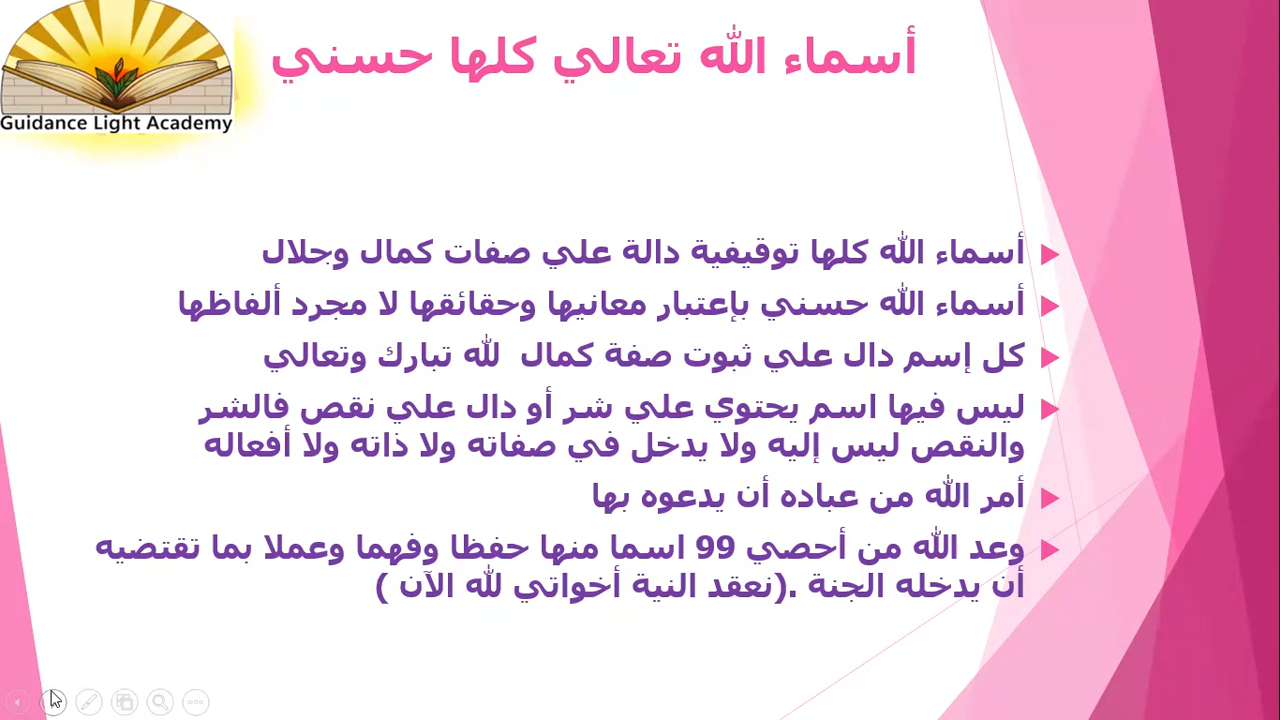 أسماء الله تعالي كلها حسني
Guidance Light Academy
أسماء الله كلها توقيفية دالة علي صفات كمال وجلال
أسماء الله حسني بإعتبار معانيها وحقائقها لا مجرد ألفاظها
كل إسم دال علي ثبوت صفة كمال لله تبارك وتعالي
ليس فيها اسم يحتوي علي شر أو دال علي نقص فالشر
والنقص ليس إليه ولا يدخل في صفاته ولا ذاته ولا أفعاله
أمر الله من عباده أن يدعوه بها
وعد الله من أحصي 99 اسما منها حفظا وفهما وعملا بما تقتضيه
أن يدخله الجنة .(نعقد النية أخواتي لله الآن )